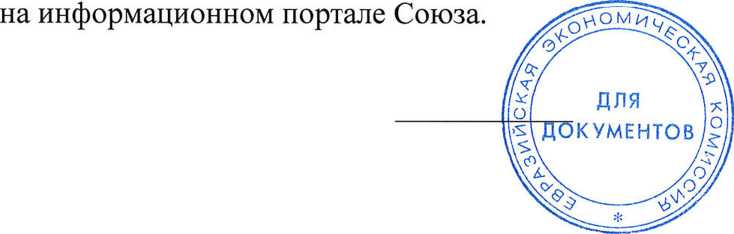 на информационном портале Союза.
ЕВРАЗИЙСКАЯ ЭКОНОМИЧЕСКАЯ КОМИССИЯ *
ДЛЯ
ДОКУМЕНТОВ